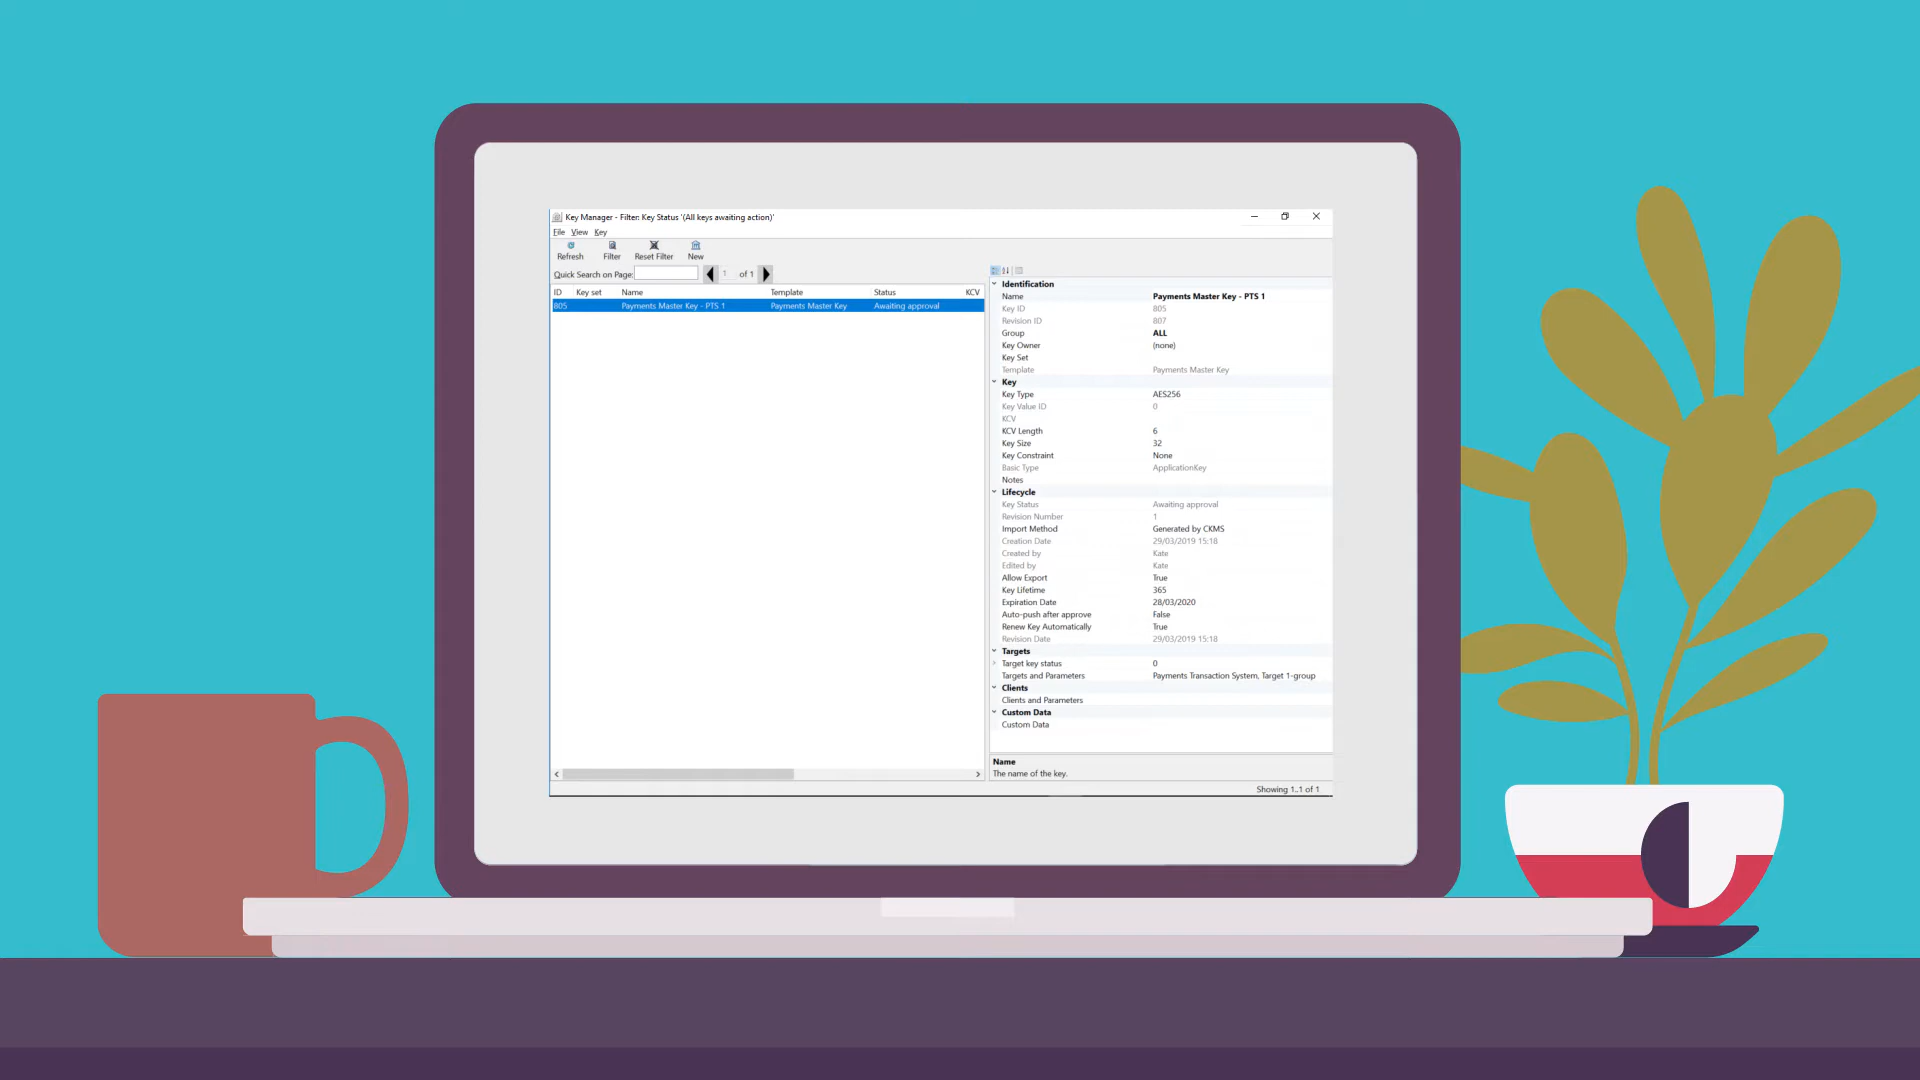 Key Manager - Filter: Key Status '(All keys awaiting action)'
File View Key
Refresh Filter Reset Filter New
Quick Search on Page: 1 of 1
ID Key set Name Template Status KCV
805 Payments Master Key - PTS 1 Payments Master Key Awaiting approval
Identification
Name Payments Master Key - PTS 1
Key ID 805
Revision ID 807
Group ALL
Key Owner (none)
Key Set
Template Payments Master Key
Key
Key Type AES256
Key Value ID 0
KCV
KCV Length 6
Key Size 32
Key Constraint None
Basic Type ApplicationKey
Notes
Lifecycle
Key Status Awaiting approval
Revision Number 1
Import Method Generated by CKMS
Creation Date 29/03/2019 15:18
Created by Kate
Edited by Kate
Allow Export True
Key Lifetime 365
Expiration Date 28/03/2020
Auto-push after approve False
Renew Key Automatically True
Revision Date 29/03/2019 15:18
Targets
Target key status 0
Targets and Parameters Payments Transaction System, Target 1-group
Clients
Clients and Parameters
Custom Data
Custom Data
Name
The name of the key.
Showing 1..1 of 1